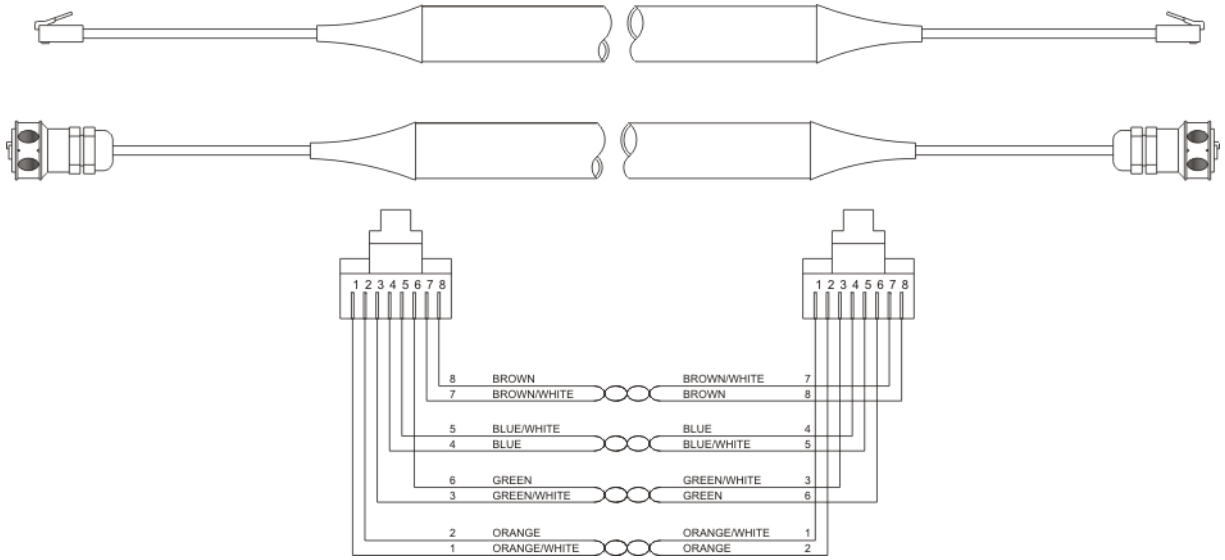 1 2 3 4 5 6 7 8
1 2 3 4 5 6 7 8
8 BROWN BROWN/WHITE 7
7 BROWN/WHITE BROWN 8
5 BLUE/WHITE BLUE 4
4 BLUE BLUE/WHITE 5
6 GREEN GREEN/WHITE 3
3 GREEN/WHITE GREEN 6
2 ORANGE ORANGE/WHITE 1
1 ORANGE/WHITE ORANGE 2